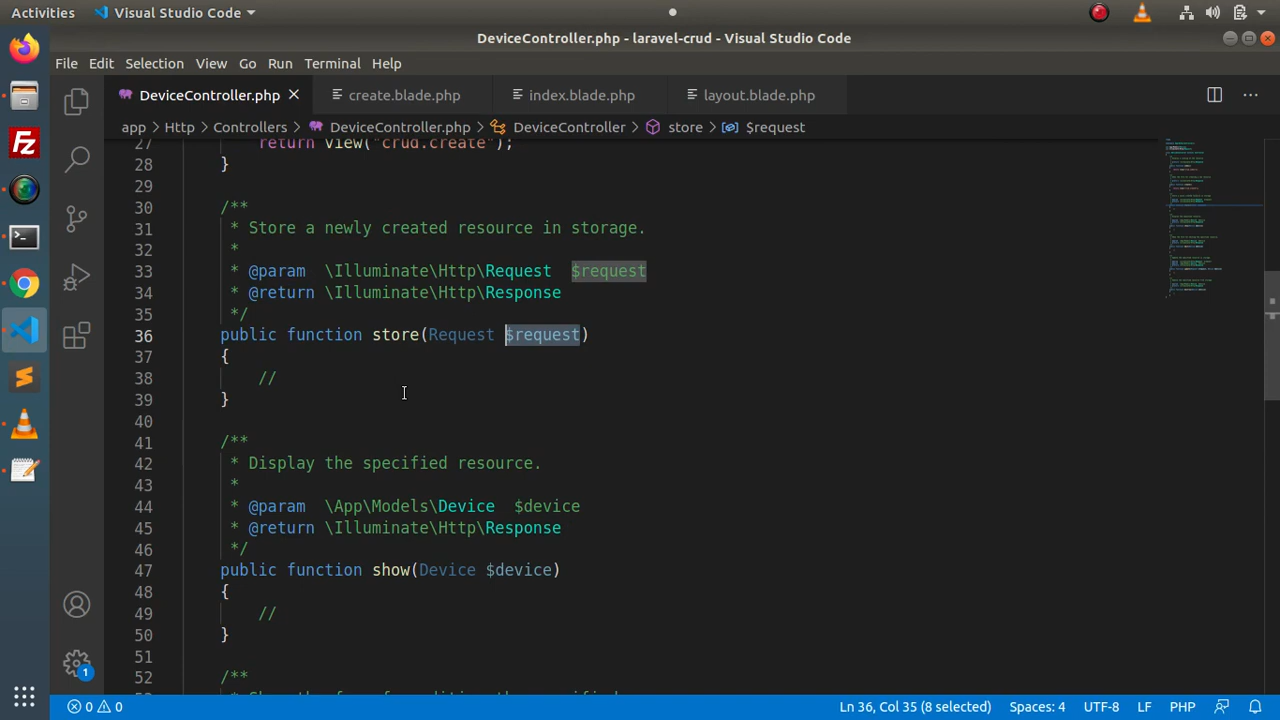 Activities Visual Studio Code
DeviceController.php - laravel-crud - Visual Studio Code
File Edit Selection View Go Run Terminal Help
DeviceController.php create.blade.php index.blade.php layout.blade.php
app Http Controllers DeviceController.php DeviceController store $request
27 return view("crud.create");
28 }
29
30 /**
31 * Store a newly created resource in storage.
32 *
33 * @param \Illuminate\Http\Request $request
34 * @return \Illuminate\Http\Response
35 */
36 public function store(Request $request)
37 {
38 //
39 }
40
41 /**
42 * Display the specified resource.
43 *
44 * @param \App\Models\Device $device
45 * @return \Illuminate\Http\Response
46 */
47 public function show(Device $device)
48 {
49 //
50 }
51
52 /**
1
0 0 Ln 36, Col 35 (8 selected) Spaces: 4 UTF-8 LF PHP